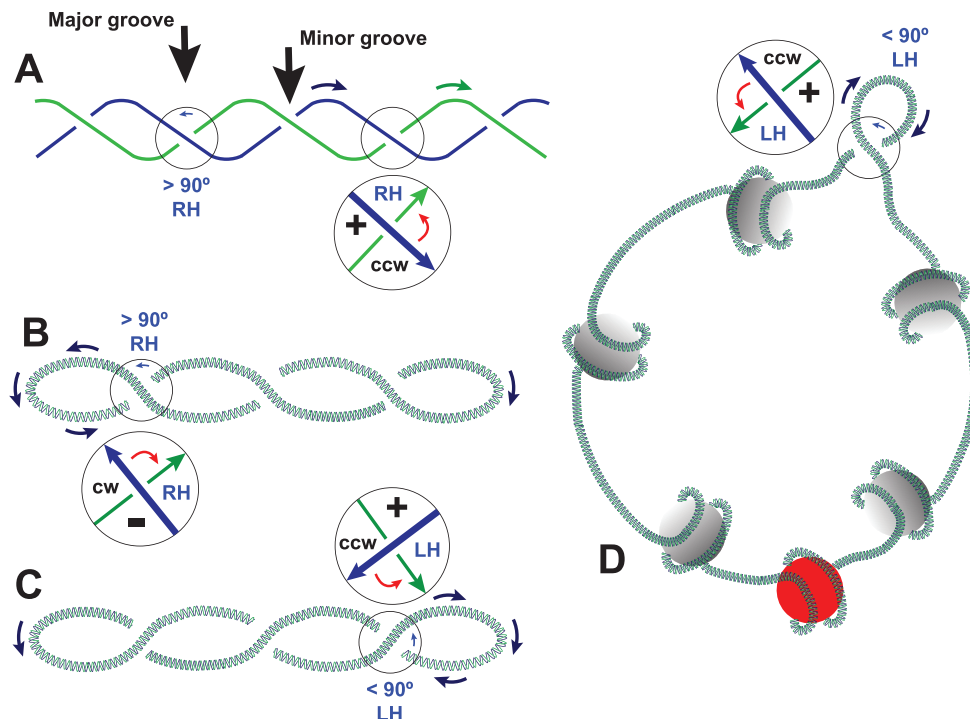 Major groove
Minor groove
A
> 90º
RH
RH
+
ccw
B
> 90º
RH
cw
RH
-
C
+
ccw
LH
< 90º
LH
D
ccw
+
LH
< 90º
LH